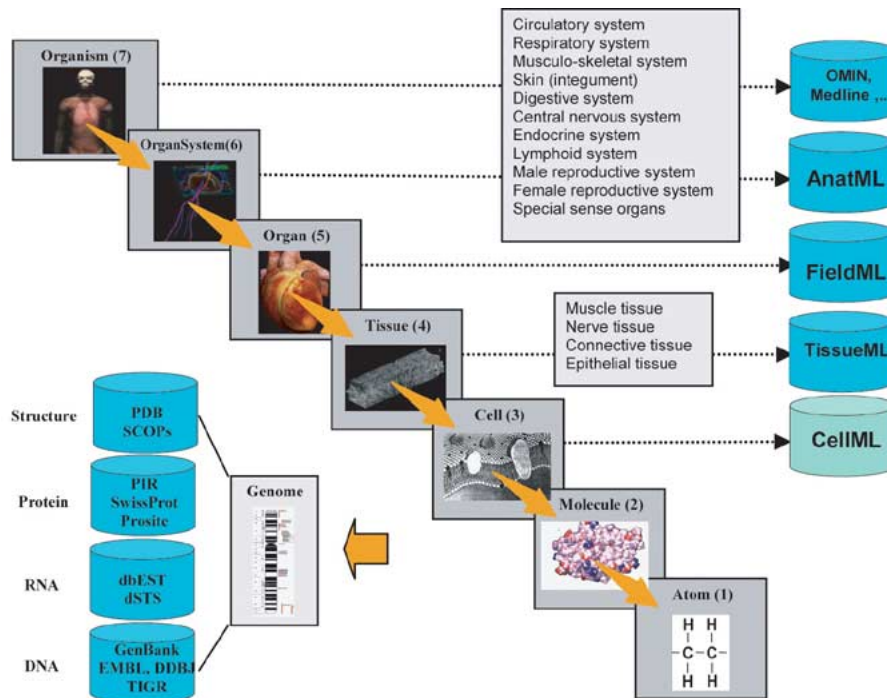 Organism (7)
OrganSystem(6)
Organ (5)
Tissue (4)
Cell (3)
Molecule (2)
Atom (1)
H H
C C
H H
Circulatory system
Respiratory system
Musculo-skeletal system
Skin (integument)
Digestive system
Central nervous system
Endocrine system
Lymphoid system
Male reproductive system
Female reproductive system
Special sense organs
Muscle tissue
Nerve tissue
Connective tissue
Epithelial tissue
OMIN,
Medline ,..
AnatML
FieldML
TissueML
CellML
Structure
PDB
SCOPs
Protein
PIR
SwissProt
Prosite
RNA
dbEST
dSTS
DNA
GenBank
EMBL, DDBJ
TIGR
Genome